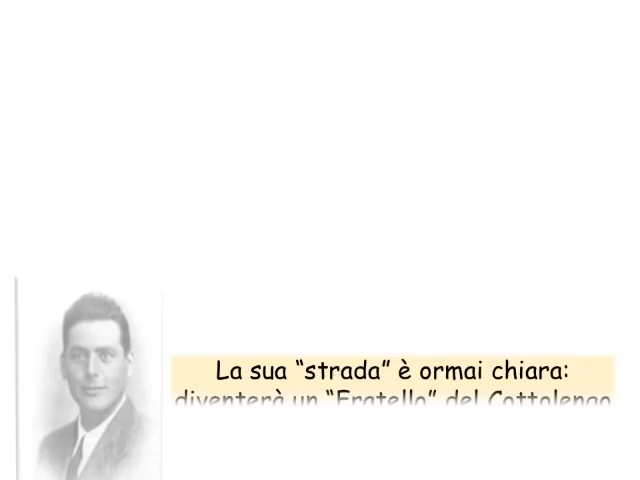 La sua “strada” è ormai chiara:
diventerà un “Fratello” del Cottolengo